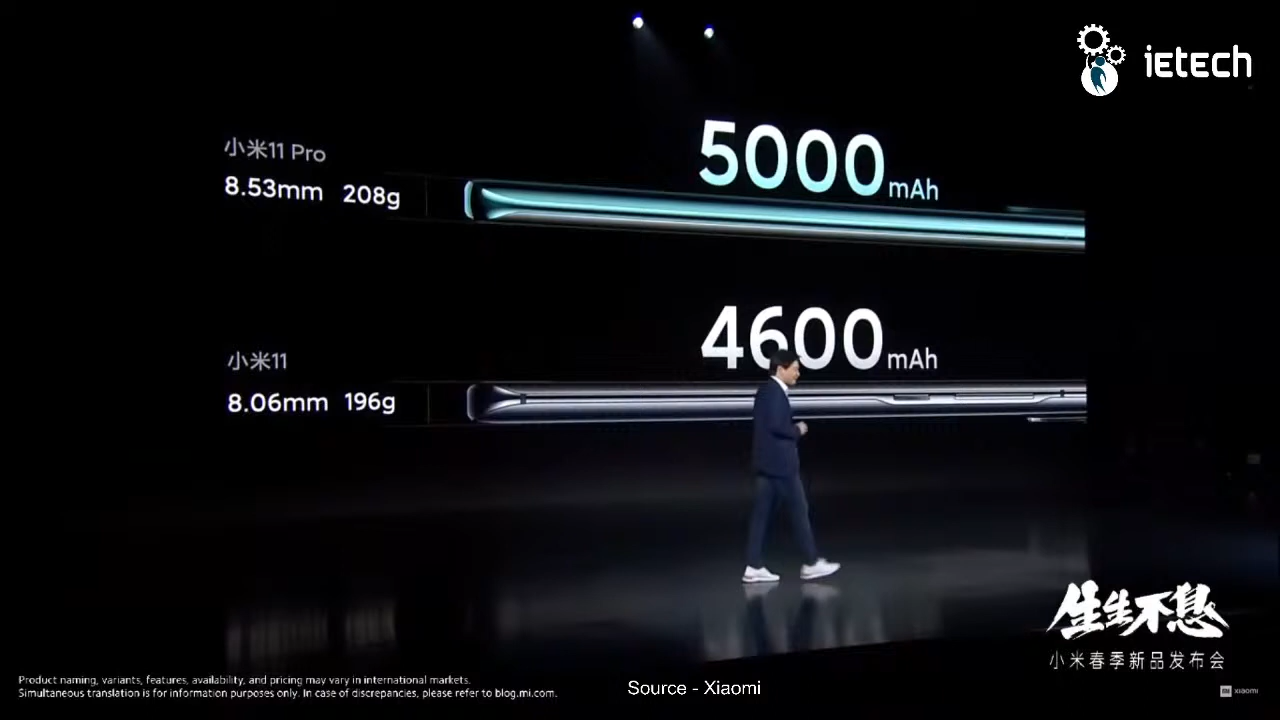 ietech
小米11 Pro
8.53mm 208g
5000mAh
小米11
8.06mm 196g
4600mAh
生生不息
小米春季新品发布会
Product naming, variants, features, availability, and pricing may vary in international markets.
Simultaneous translation is for information purposes only. In case of discrepancies, please refer to blog.mi.com.
Source - Xiaomi
mi xiaomi